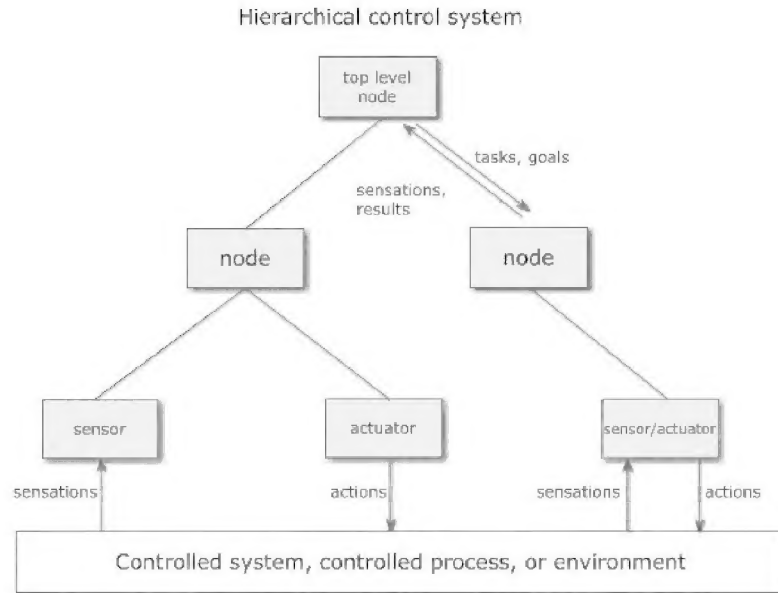 Hierarchical control system
top level
node
tasks, goals
sensations,
results
node
node
sensor
actuator
sensor/actuator
sensations
actions
sensations
actions
Controlled system, controlled process, or environment